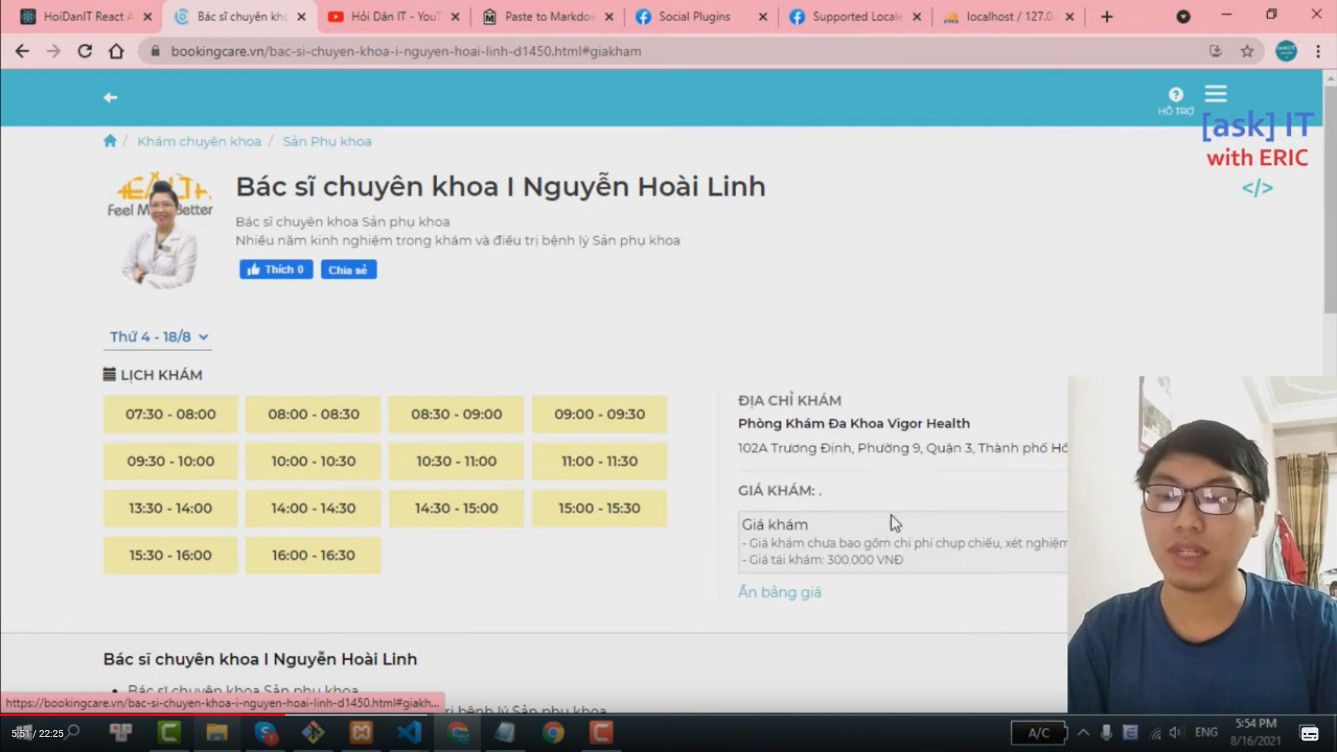 HoiDanIT React A
Bác sĩ chuyên kho
Hỏi Dân IT - YouT
Paste to Markdow
Social Plugins
Supported Locale
localhost / 127.0.
bookingcare.vn/bac-si-chuyen-khoa-i-nguyen-hoai-linh-d1450.html#giakham
HỖ TRỢ
[ask] IT
with ERIC
</>
/ Khám chuyên khoa / Sản Phụ khoa
HEALTH
Feel M Better
Bác sĩ chuyên khoa I Nguyễn Hoài Linh
Bác sĩ chuyên khoa Sản phụ khoa
Nhiều năm kinh nghiệm trong khám và điều trị bệnh lý Sản phụ khoa
Thích 0 Chia sẻ
Thứ 4 - 18/8
LỊCH KHÁM
07:30 - 08:00 08:00 - 08:30 08:30 - 09:00 09:00 - 09:30
09:30 - 10:00 10:00 - 10:30 10:30 - 11:00 11:00 - 11:30
13:30 - 14:00 14:00 - 14:30 14:30 - 15:00 15:00 - 15:30
15:30 - 16:00 16:00 - 16:30
ĐỊA CHỈ KHÁM
Phòng Khám Đa Khoa Vigor Health
102A Trương Định, Phường 9, Quận 3, Thành phố Hồ
GIÁ KHÁM: .
Giá khám
- Giá khám chưa bao gồm chi phí chụp chiếu, xét nghiệm
- Giá tái khám: 300.000 VNĐ
Ẩn bảng giá
Bác sĩ chuyên khoa I Nguyễn Hoài Linh
Bác sĩ chuyên khoa Sản phụ khoa
https://bookingcare.vn/bac-si-chuyen-khoa-i-nguyen-hoai-linh-d1450.html#giakh...
rị bệnh lý Sản phụ khoa
5:51 / 22:25
A/C
ENG
5:54 PM
8/16/2021